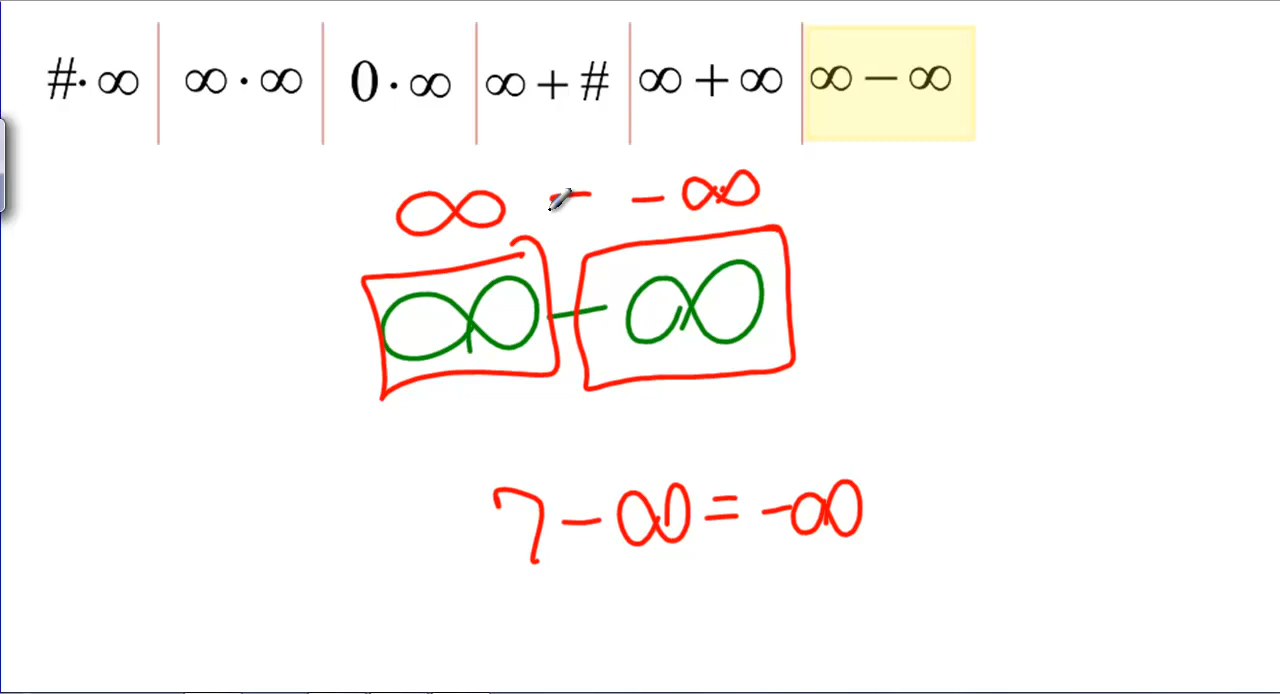 #·∞ ∞·∞ 0·∞ ∞+# ∞+∞ ∞−∞
∞ − −∞
∞ − ∞
7 − ∞ = −∞